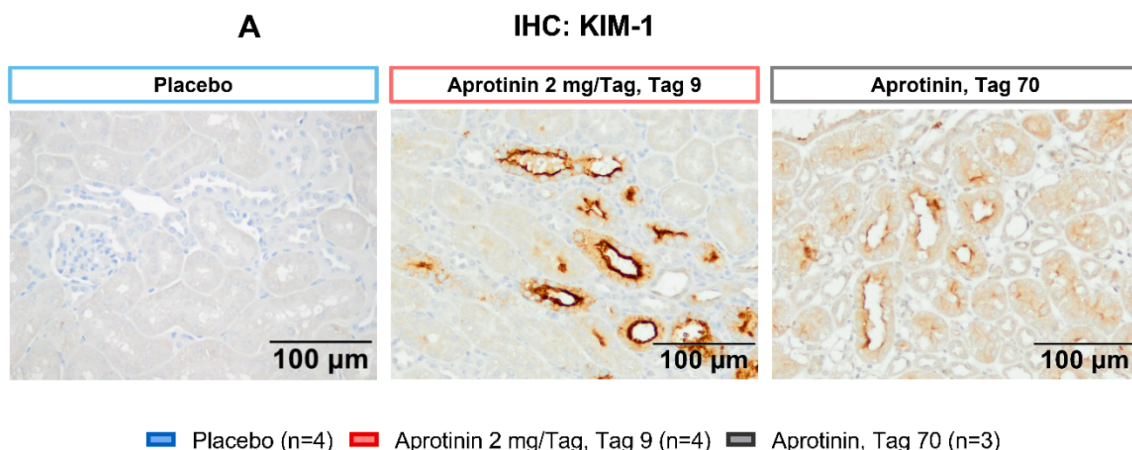 A
IHC: KIM-1
Placebo
Aprotinin 2 mg/Tag, Tag 9
Aprotinin, Tag 70
100 µm
100 µm
100 µm
Placebo (n=4) Aprotinin 2 mg/Tag, Tag 9 (n=4) Aprotinin, Tag 70 (n=3)